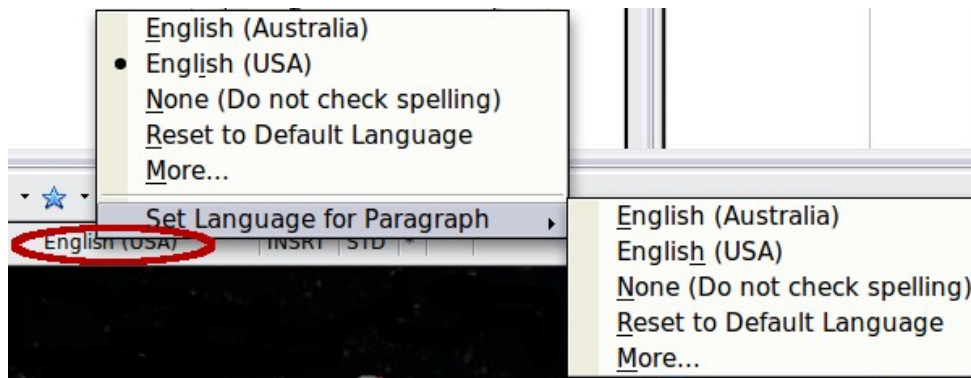 English (Australia)
English (USA)
None (Do not check spelling)
Reset to Default Language
More...
Set Language for Paragraph
English (USA) INSRT STD *
English (Australia)
English (USA)
None (Do not check spelling)
Reset to Default Language
More...